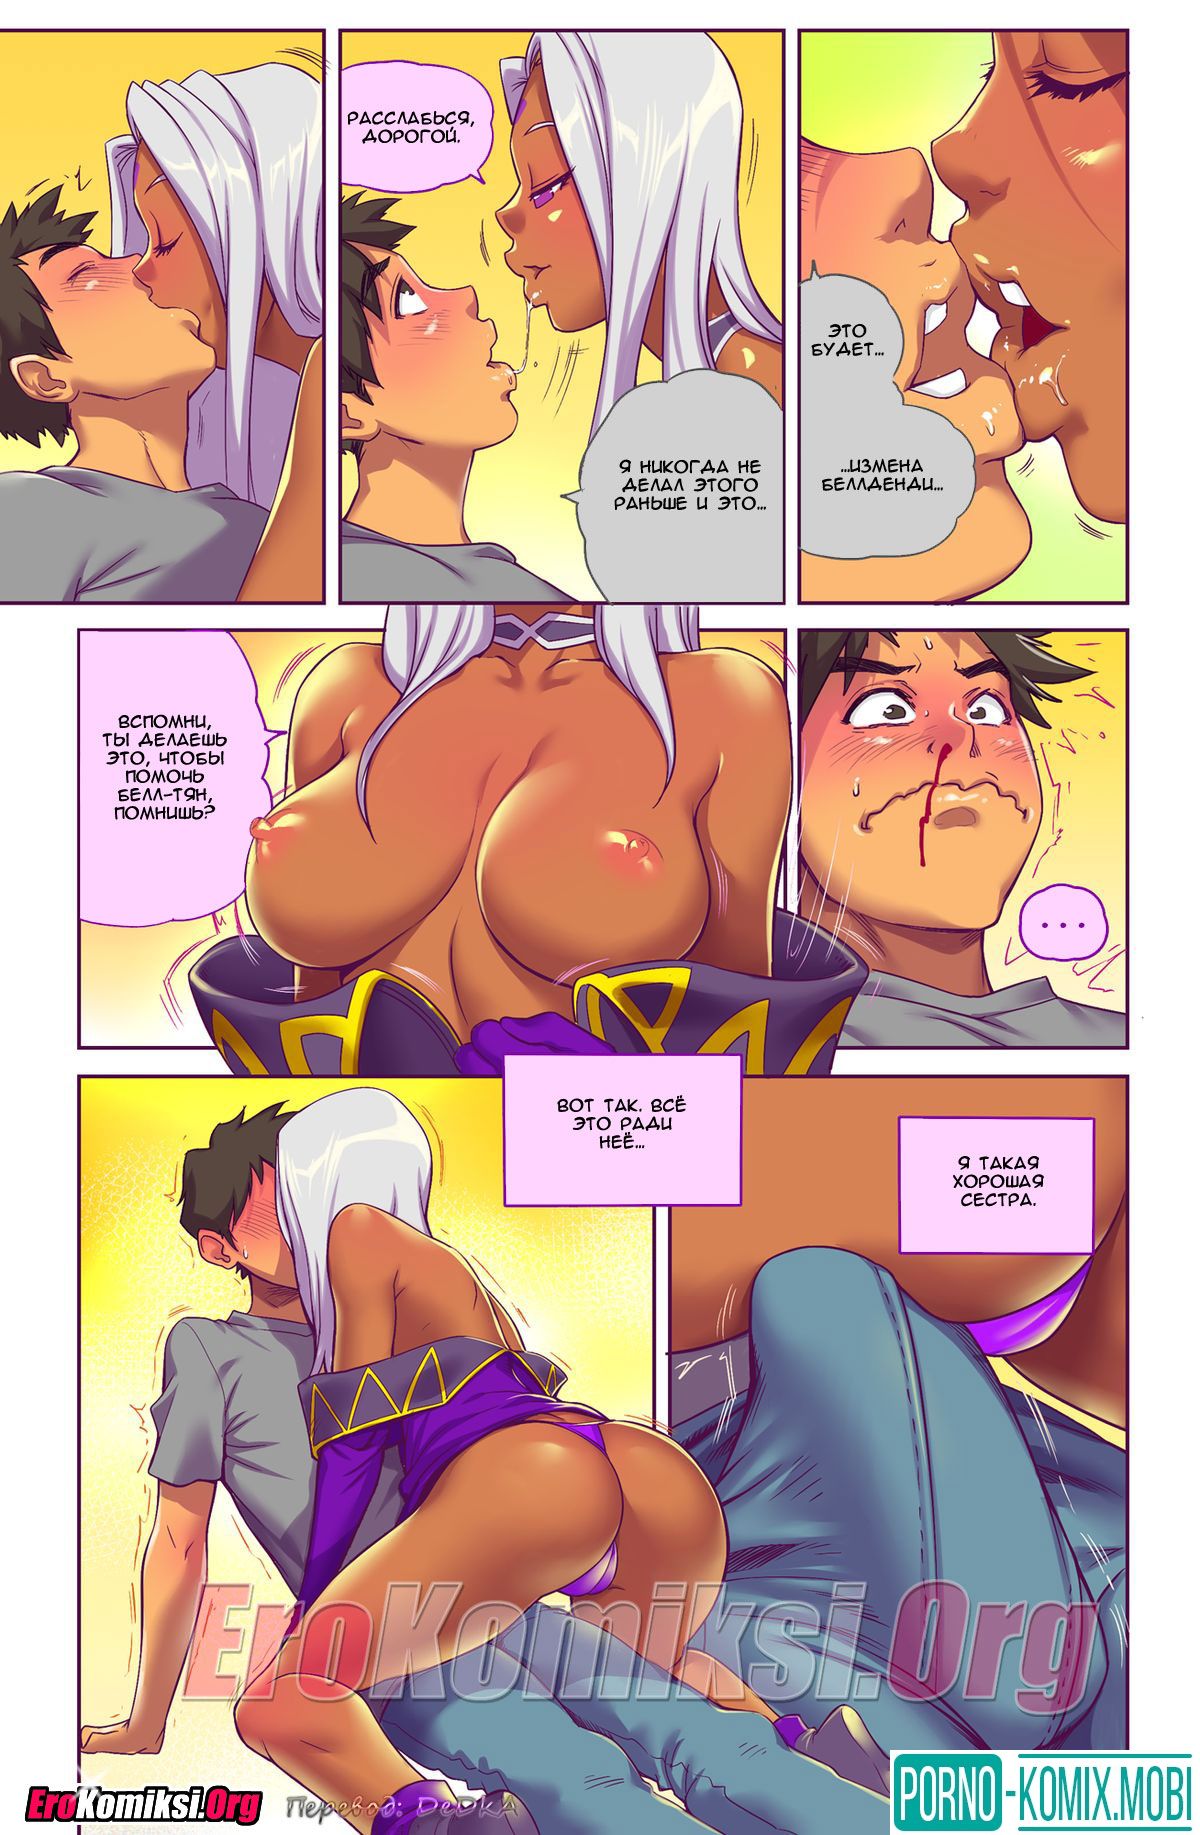 РАССЛАБЬСЯ,
ДОРОГОЙ.
Я НИКОГДА НЕ
ДЕЛАЛ ЭТОГО
РАНЬШЕ И ЭТО...
ЭТО
БУДЕТ...
...ИЗМЕНА
БЕЛЛДЕНДИ...
ВСПОМНИ,
ТЫ ДЕЛАЕШЬ
ЭТО, ЧТОБЫ
ПОМОЧЬ
БЕЛЛ-ТЯН,
ПОМНИШЬ?
...
ВОТ ТАК. ВСЁ
ЭТО РАДИ
НЕЁ...
Я ТАКАЯ
ХОРОШАЯ
СЕСТРА.
EroKomiksi.Org
EroKomiksi.Org
Перевод: DeDkA
PORNO-KOMIX.MOBI